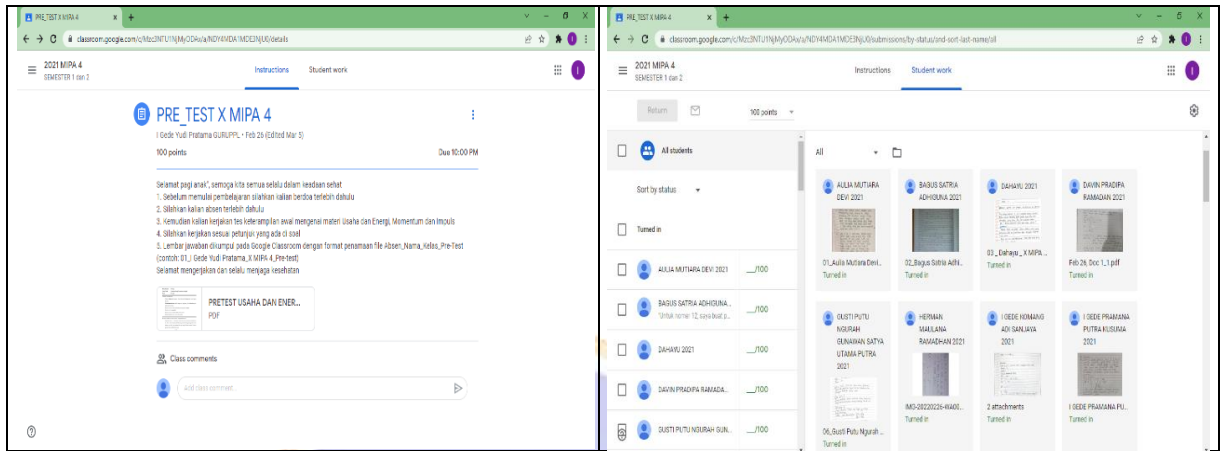 PRE_TEST X MIPA 4
classroom.google.com/c/Mzc3NTU1NjMyODAx/a/NDY4MDA1MDE3NjU0/details
2021 MIPA 4
SEMESTER 1 dan 2
Instructions
Student work
PRE_TEST X MIPA 4
I Gede Yudi Pratama GURUPPL • Feb 26 (Edited Mar 5)
100 points
Due 10:00 PM
Selamat pagi anak", semoga kita semua selalu dalam keadaan sehat
1. Sebelum memulai pembelajaran silahkan kalian berdoa terlebih dahulu
2. Silahkan kalian absen terlebih dahulu
3. Kemudian kalian kerjakan tes keterampilan awal mengenai materi Usaha dan Energi, Momentum dan Impuls
4. Silahkan kerjakan sesuai petunjuk yang ada di soal
5. Lembar jawaban dikumpul pada Google Classroom dengan format penamaan file Absen_Nama_Kelas_Pre-Test
(contoh: 01_I Gede Yudi Pratama_X MIPA 4_Pre-test)
Selamat mengerjakan dan selalu menjaga kesehatan
PRETEST USAHA DAN ENER...
PDF
Class comments
Add class comment...
PRE_TEST X MIPA 4
classroom.google.com/c/Mzc3NTU1NjMyODAx/a/NDY4MDA1MDE3NjU0/submissions/by-status/and-sort-last-name/all
2021 MIPA 4
SEMESTER 1 dan 2
Instructions
Student work
Return
100 points
All students
Sort by status
Turned in
AULIA MUTIARA DEVI 2021
__/100
BAGUS SATRIA ADHIGUNA...
"Untuk nomer 12, saya buat p...
__/100
DAHAYU 2021
__/100
DAVIN PRADIPA RAMADA...
__/100
GUSTI PUTU NGURAH GUN...
__/100
All
AULIA MUTIARA
DEVI 2021
01_Aulia Mutiara Devi...
Turned in
BAGUS SATRIA
ADHIGUNA 2021
02_Bagus Satria Adhi...
Turned in
DAHAYU 2021
03_ Dahayu _ X MIPA ...
Turned in
DAVIN PRADIPA
RAMADAN 2021
Feb 26, Doc 1_1.pdf
Turned in
GUSTI PUTU
NGURAH
GUNAWAN SATYA
UTAMA PUTRA
2021
06_Gusti Putu Ngurah ...
Turned in
HERMAN
MAULANA
RAMADHAN 2021
IMG-20220226-WA00...
Turned in
I GEDE KOMANG
ADI SANJAYA
2021
2 attachments
Turned in
I GEDE PRAMANA
PUTRA KUSUMA
2021
I GEDE PRAMANA PU...
Turned in